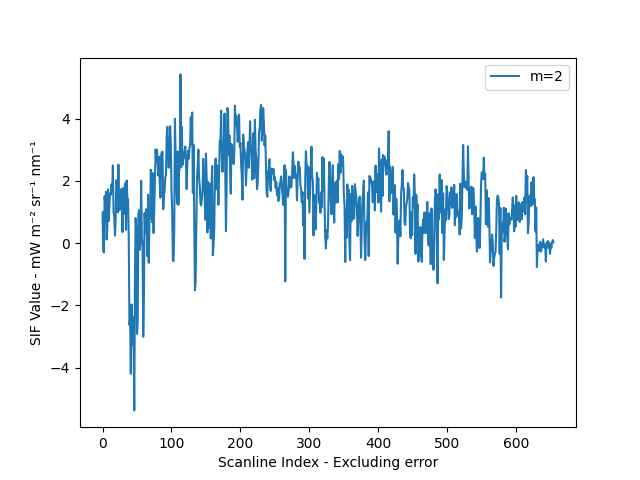 m=2
4
2
0
−2
−4
SIF Value - mW m⁻² sr⁻¹ nm⁻¹
0 100 200 300 400 500 600
Scanline Index - Excluding error